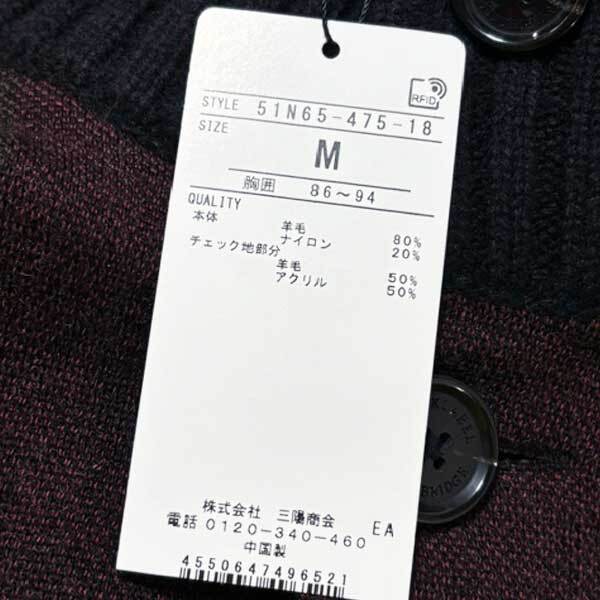 RFID
STYLE 51N65-475-18
SIZE
M
胸囲 86～94
QUALITY
本体
羊毛 80%
ナイロン 20%
チェック地部分
羊毛 50%
アクリル 50%
株式会社 三陽商会 EA
電話 0120-340-460
中国製
4550647496521
BRIDGE